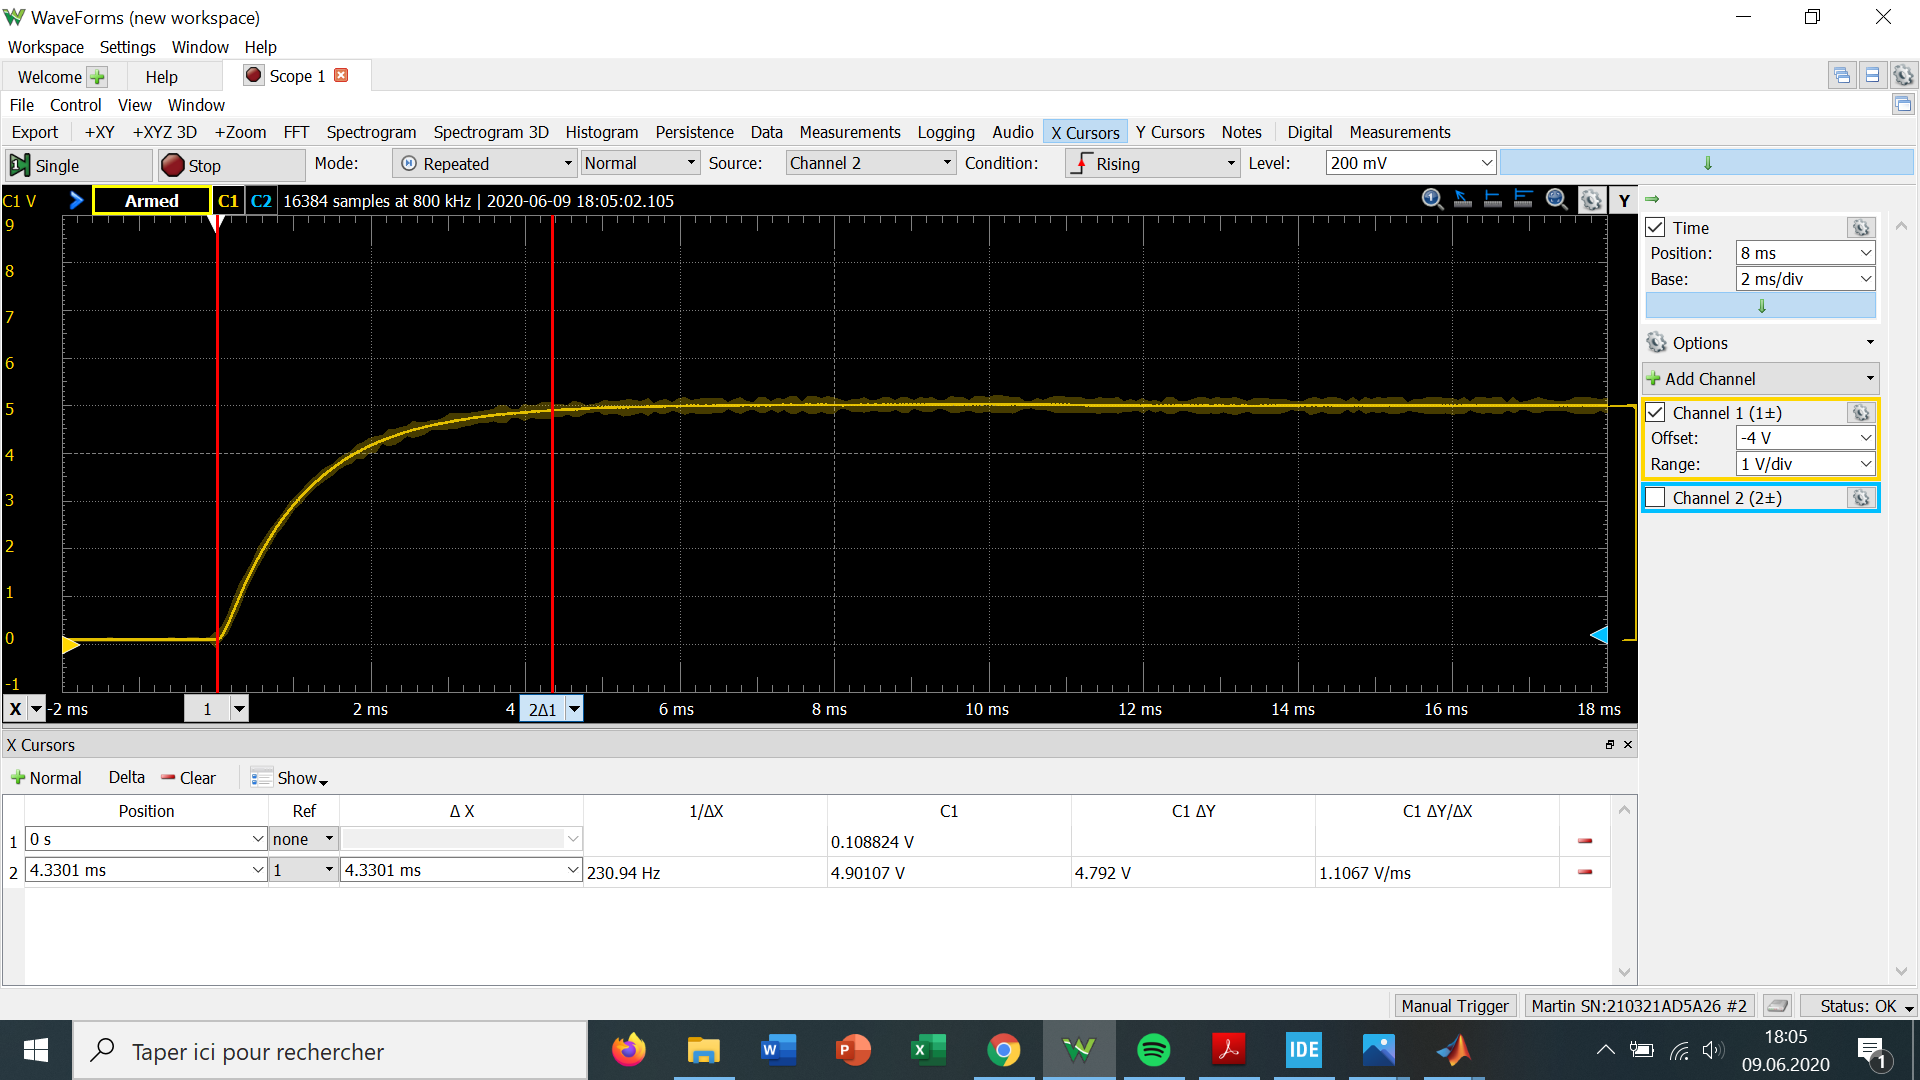 WaveForms (new workspace)
Workspace Settings Window Help
Welcome Help Scope 1
File Control View Window
Export +XY +XYZ 3D +Zoom FFT Spectrogram Spectrogram 3D Histogram Persistence Data Measurements Logging Audio X Cursors Y Cursors Notes Digital Measurements
Single Stop Mode: Repeated Normal Source: Channel 2 Condition: Rising Level: 200 mV
C1 V Armed C1 C2 16384 samples at 800 kHz | 2020-06-09 18:05:02.105 Y
9
8
7
6
5
4
3
2
1
0
-1
X -2 ms 1 2 ms 4 2Δ1 6 ms 8 ms 10 ms 12 ms 14 ms 16 ms 18 ms
Time
Position: 8 ms
Base: 2 ms/div
Options
Add Channel
Channel 1 (1±)
Offset: -4 V
Range: 1 V/div
Channel 2 (2±)
X Cursors
Normal Delta Clear Show
Position Ref Δ X 1/ΔX C1 C1 ΔY C1 ΔY/ΔX
1 0 s none 0.108824 V
2 4.3301 ms 1 4.3301 ms 230.94 Hz 4.90107 V 4.792 V 1.1067 V/ms
Manual Trigger Martin SN:210321AD5A26 #2 Status: OK
Taper ici pour rechercher
IDE
18:05
09.06.2020
1